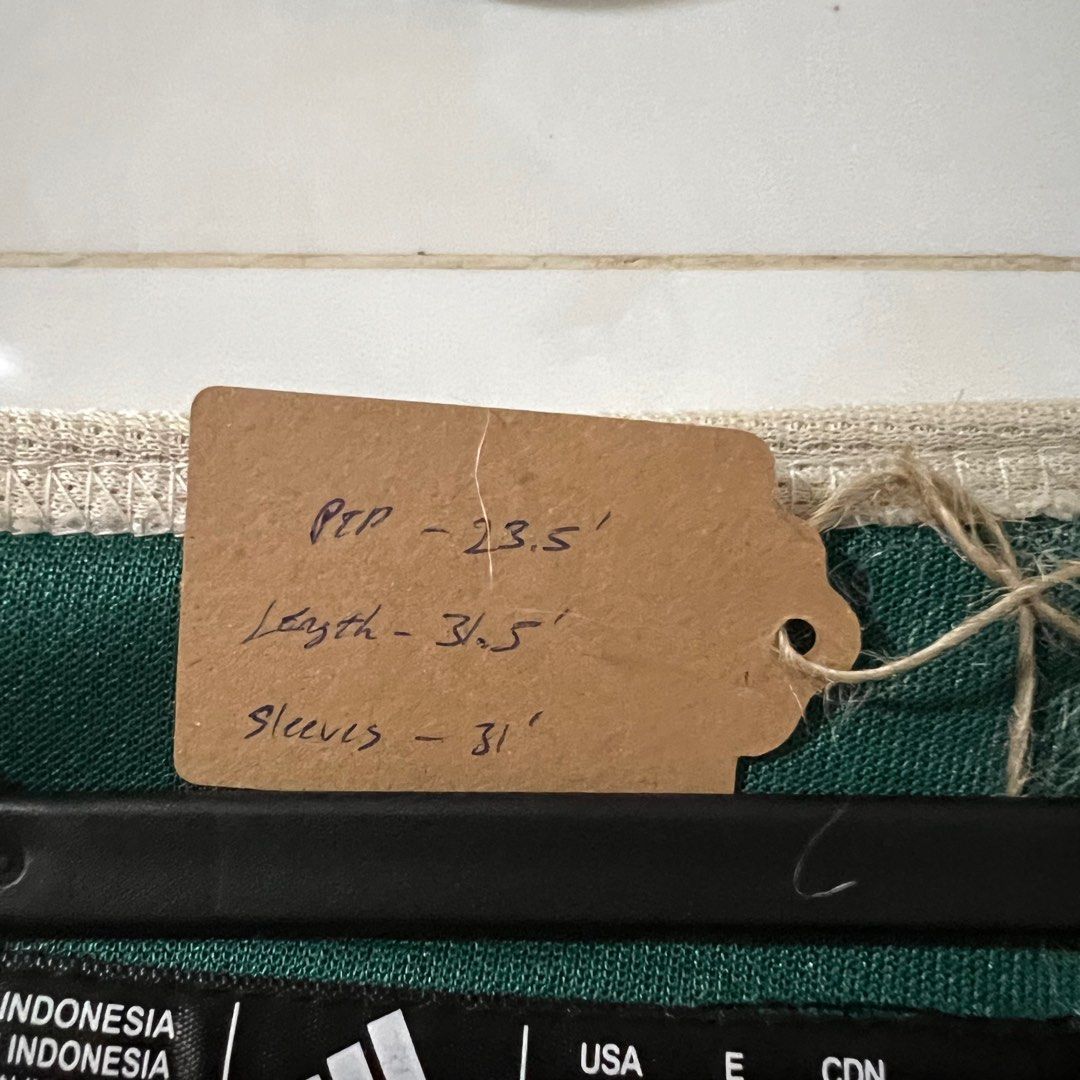 PTP - 23.5'
Length - 31.5'
Sleeves - 31'
INDONESIA
INDONESIA
USA E CDN